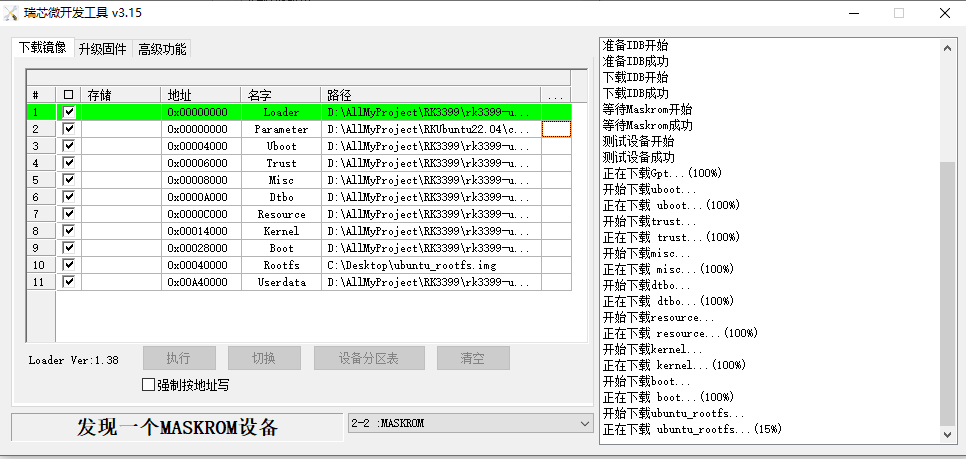 瑞芯微开发工具 v3.15
下载镜像 升级固件 高级功能
# 存储 地址 名字 路径 ...
1 0x00000000 Loader D:\AllMyProject\RK3399\rk3399-u...
2 0x00000000 Parameter D:\AllMyProject\RKUbuntu22.04\c...
3 0x00004000 Uboot D:\AllMyProject\RK3399\rk3399-u...
4 0x00006000 Trust D:\AllMyProject\RK3399\rk3399-u...
5 0x00008000 Misc D:\AllMyProject\RK3399\rk3399-u...
6 0x0000A000 Dtbo D:\AllMyProject\RK3399\rk3399-u...
7 0x0000C000 Resource D:\AllMyProject\RK3399\rk3399-u...
8 0x00014000 Kernel D:\AllMyProject\RK3399\rk3399-u...
9 0x00028000 Boot D:\AllMyProject\RK3399\rk3399-u...
10 0x00040000 Rootfs C:\Desktop\ubuntu_rootfs.img
11 0x00A40000 Userdata D:\AllMyProject\RK3399\rk3399-u...
Loader Ver:1.38 执行 切换 设备分区表 清空
强制按地址写
发现一个MASKROM设备 2-2 :MASKROM
准备IDB开始
准备IDB成功
下载IDB开始
下载IDB成功
等待Maskrom开始
等待Maskrom成功
测试设备开始
测试设备成功
正在下载Gpt...(100%)
开始下载uboot...
正在下载 uboot...(100%)
开始下载trust...
正在下载 trust...(100%)
开始下载misc...
正在下载 misc...(100%)
开始下载dtbo...
正在下载 dtbo...(100%)
开始下载resource...
正在下载 resource...(100%)
开始下载kernel...
正在下载 kernel...(100%)
开始下载boot...
正在下载 boot...(100%)
开始下载ubuntu_rootfs...
正在下载 ubuntu_rootfs...(15%)